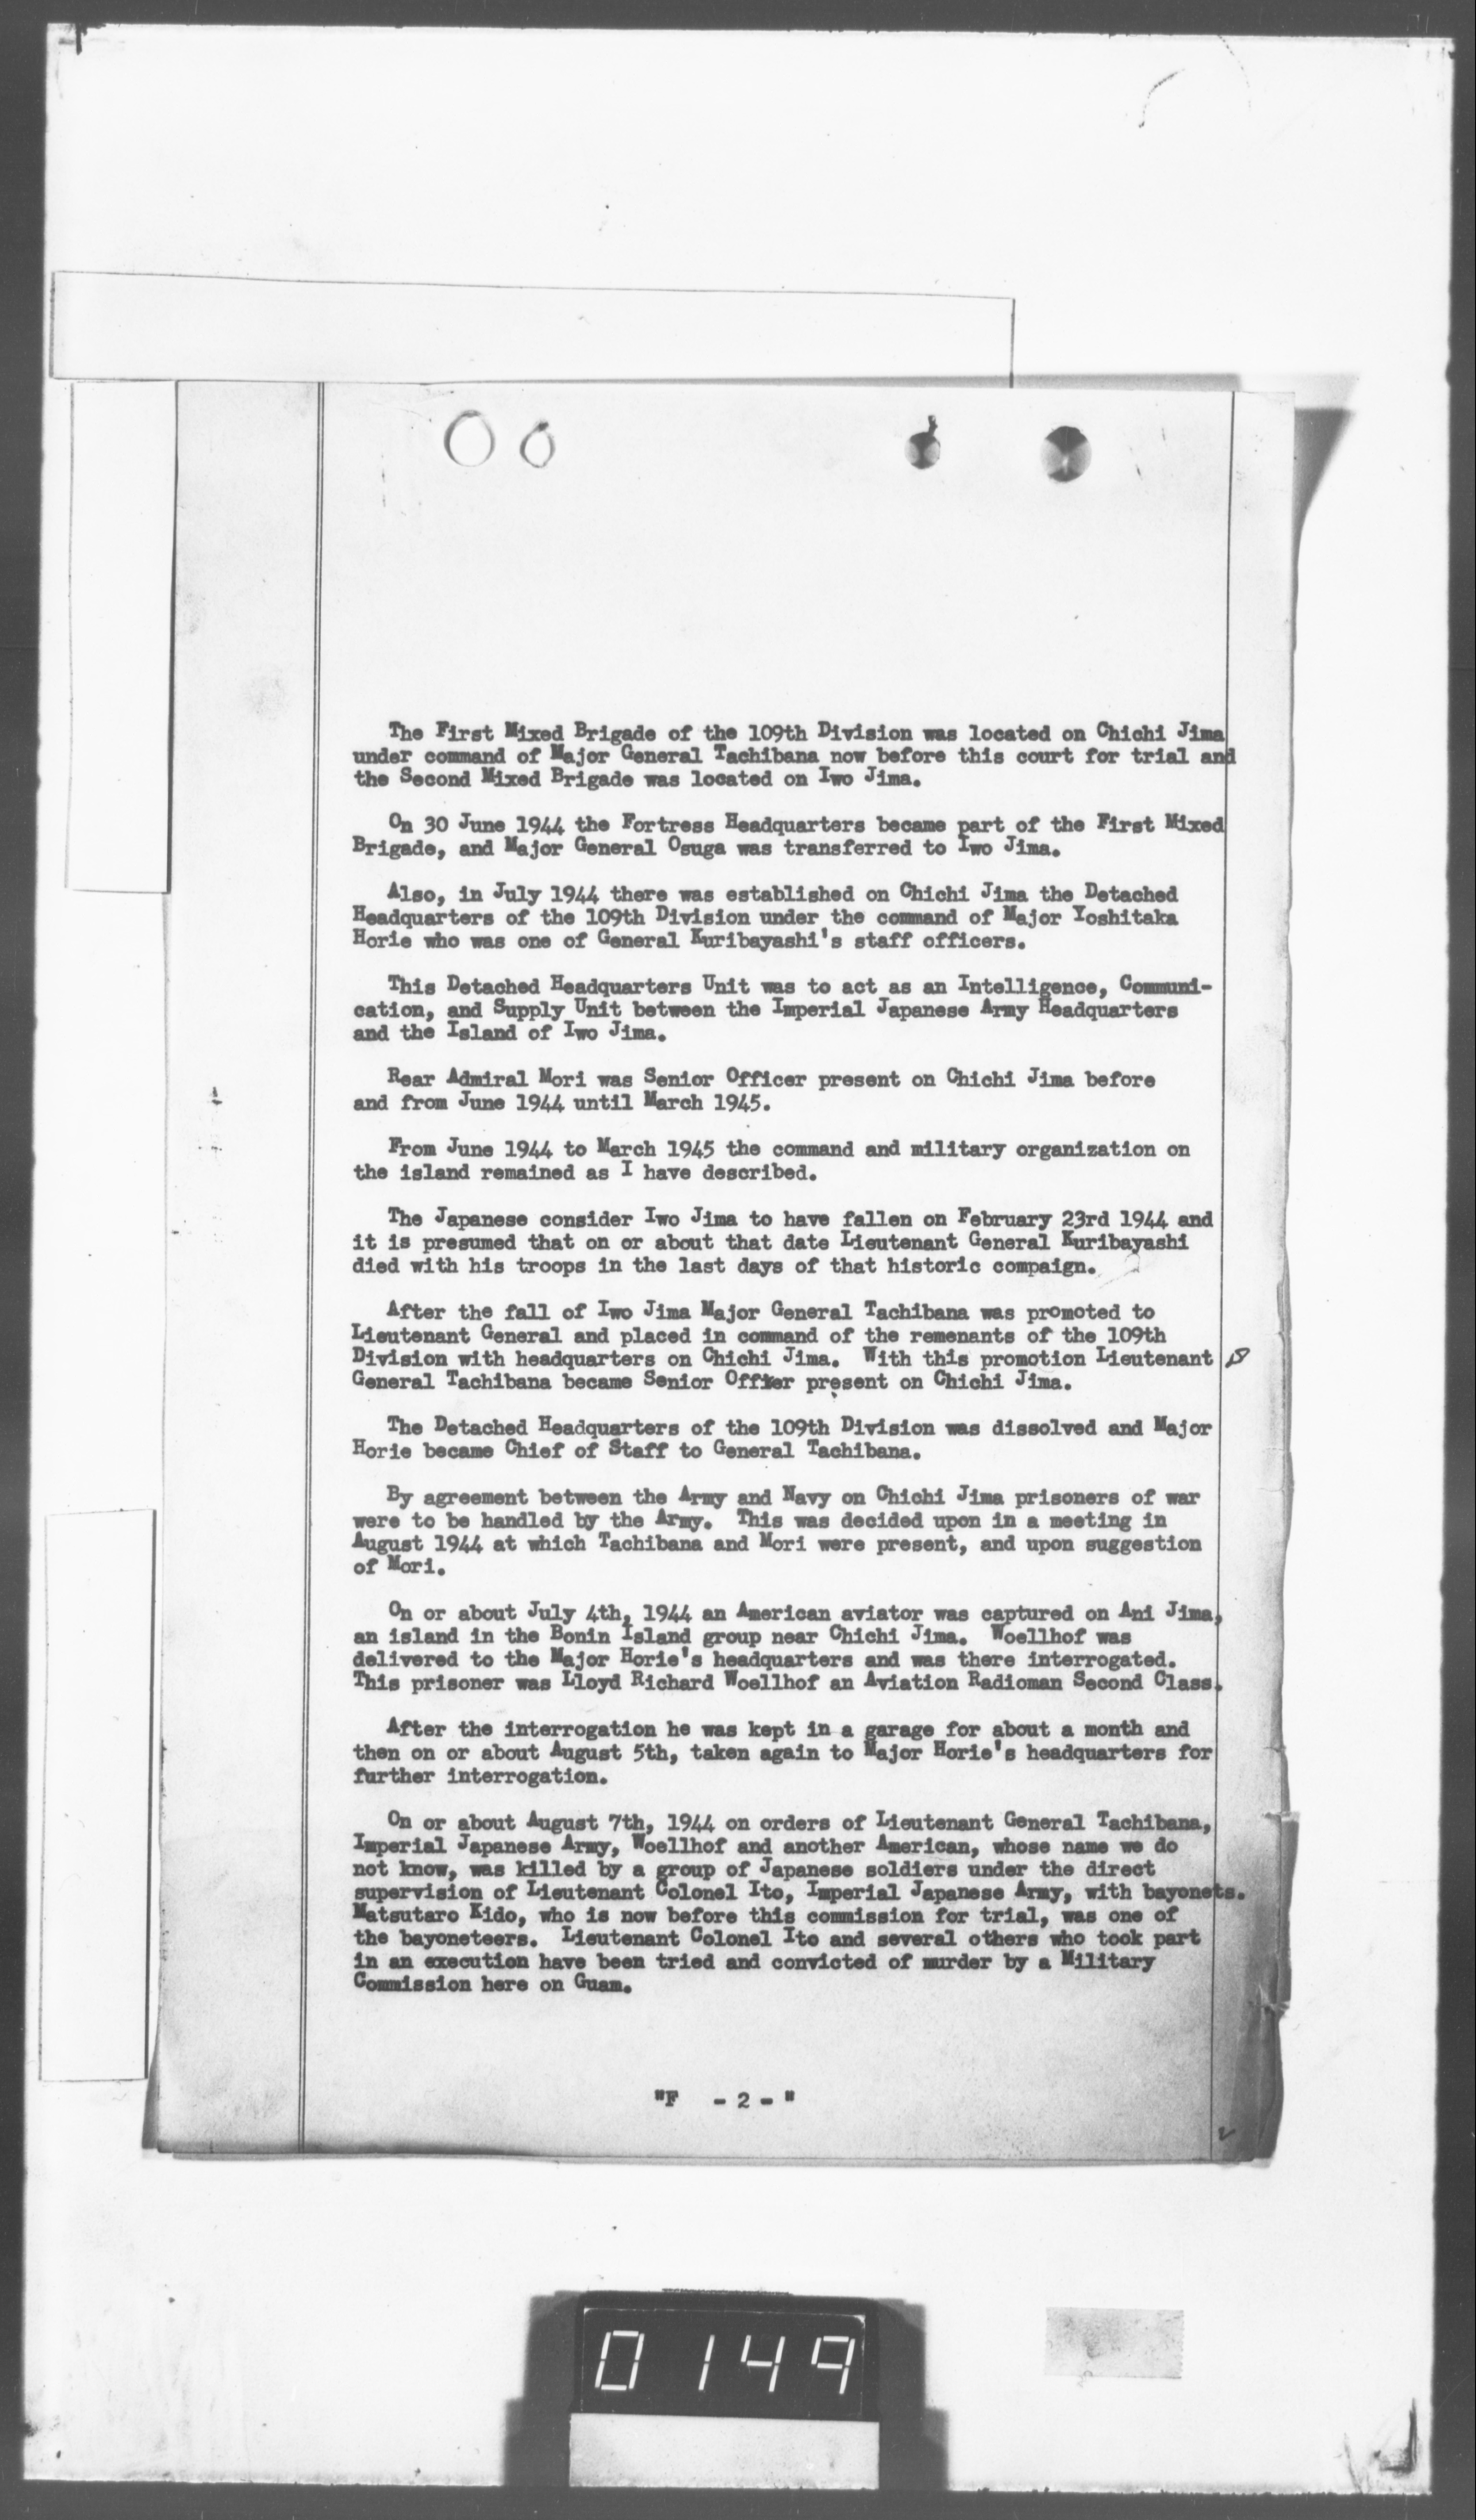 The First Mixed Brigade of the 109th Division was located on Chichi Jima
under command of Major General Tachibana now before this court for trial and
the Second Mixed Brigade was located on Iwo Jima.
On 30 June 1944 the Fortress Headquarters became part of the First Mixed
Brigade, and Major General Osuga was transferred to Iwo Jima.
Also, in July 1944 there was established on Chichi Jima the Detached
Headquarters of the 109th Division under the command of Major Yoshitaka
Horie who was one of General Kuribayashi's staff officers.
This Detached Headquarters Unit was to act as an Intelligence, Communi-
cation, and Supply Unit between the Imperial Japanese Army Headquarters
and the Island of Iwo Jima.
Rear Admiral Mori was Senior Officer present on Chichi Jima before
and from June 1944 until March 1945.
From June 1944 to March 1945 the command and military organization on
the island remained as I have described.
The Japanese consider Iwo Jima to have fallen on February 23rd 1944 and
it is presumed that on or about that date Lieutenant General Kuribayashi
died with his troops in the last days of that historic compaign.
After the fall of Iwo Jima Major General Tachibana was promoted to
Lieutenant General and placed in command of the remenants of the 109th
Division with headquarters on Chichi Jima. With this promotion Lieutenant
General Tachibana became Senior Officer present on Chichi Jima.
The Detached Headquarters of the 109th Division was dissolved and Major
Horie became Chief of Staff to General Tachibana.
By agreement between the Army and Navy on Chichi Jima prisoners of war
were to be handled by the Army. This was decided upon in a meeting in
August 1944 at which Tachibana and Mori were present, and upon suggestion
of Mori.
On or about July 4th, 1944 an American aviator was captured on Ani Jima,
an island in the Bonin Island group near Chichi Jima. Woellhof was
delivered to the Major Horie's headquarters and was there interrogated.
This prisoner was Lloyd Richard Woellhof an Aviation Radioman Second Class.
After the interrogation he was kept in a garage for about a month and
then on or about August 5th, taken again to Major Horie's headquarters for
further interrogation.
On or about August 7th, 1944 on orders of Lieutenant General Tachibana,
Imperial Japanese Army, Woellhof and another American, whose name we do
not know, was killed by a group of Japanese soldiers under the direct
supervision of Lieutenant Colonel Ito, Imperial Japanese Army, with bayonets.
Matsutaro Kido, who is now before this commission for trial, was one of
the bayoneteers. Lieutenant Colonel Ito and several others who took part
in an execution have been tried and convicted of murder by a Military
Commission here on Guam.
"F - 2 - "
0149